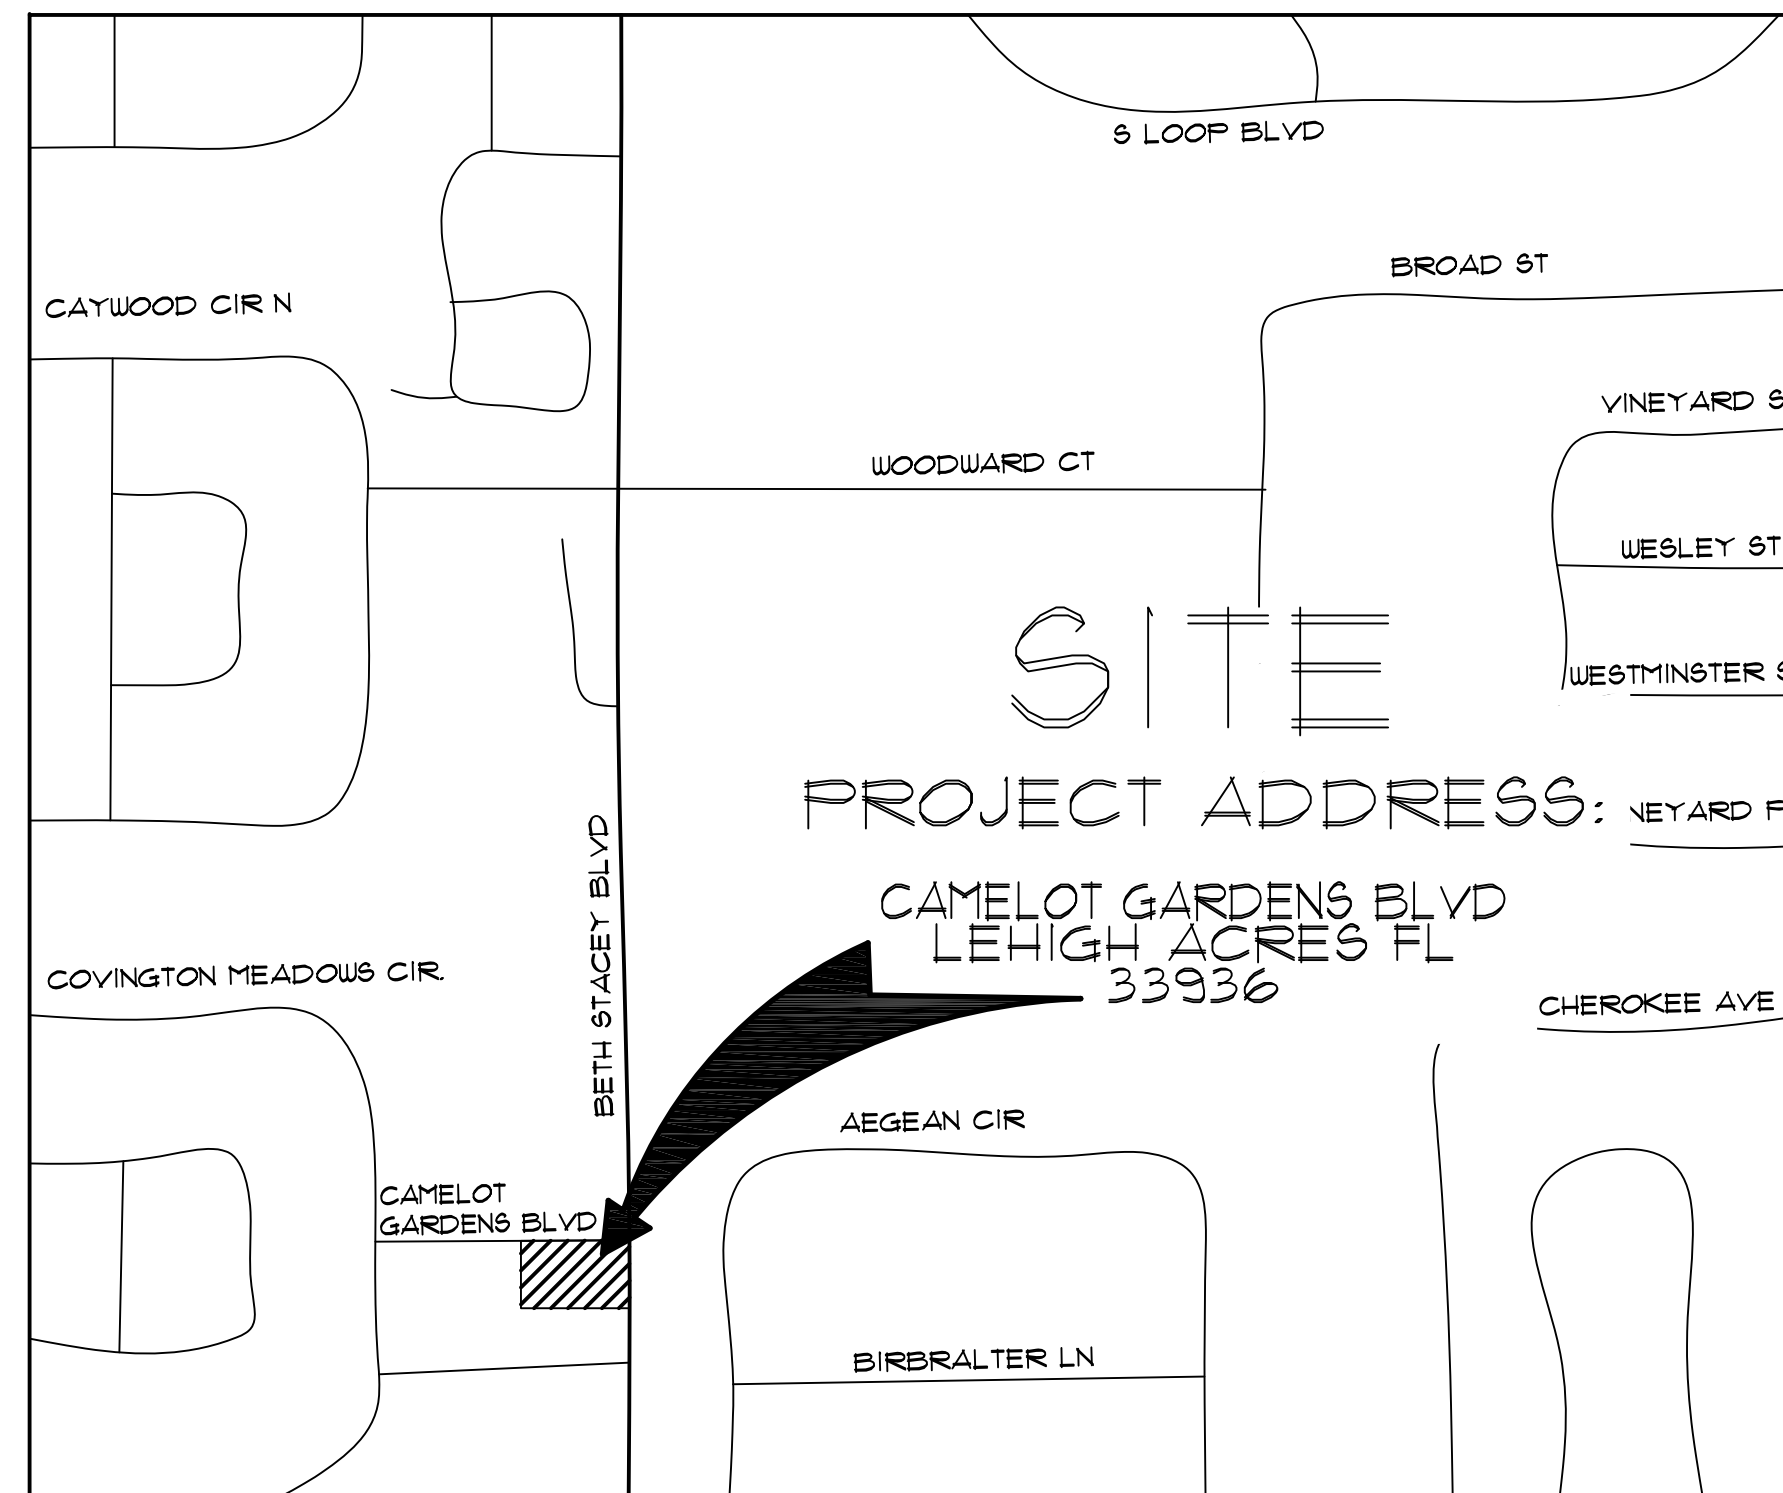 S LOOP BLVD
BROAD ST
CAYWOOD CIR N
VINEYARD S
WOODWARD CT
WESLEY ST
SITE
WESTMINSTER S
PROJECT ADDRESS:
NEYARD
BETH STACEY BLVD
CAMELOT GARDENS BLVD
LEHIGH ACRES FL
33936
COVINGTON MEADOWS CIR.
CHEROKEE AVE
AEGEAN CIR
CAMELOT
GARDENS BLVD
BIRBRALTER LN